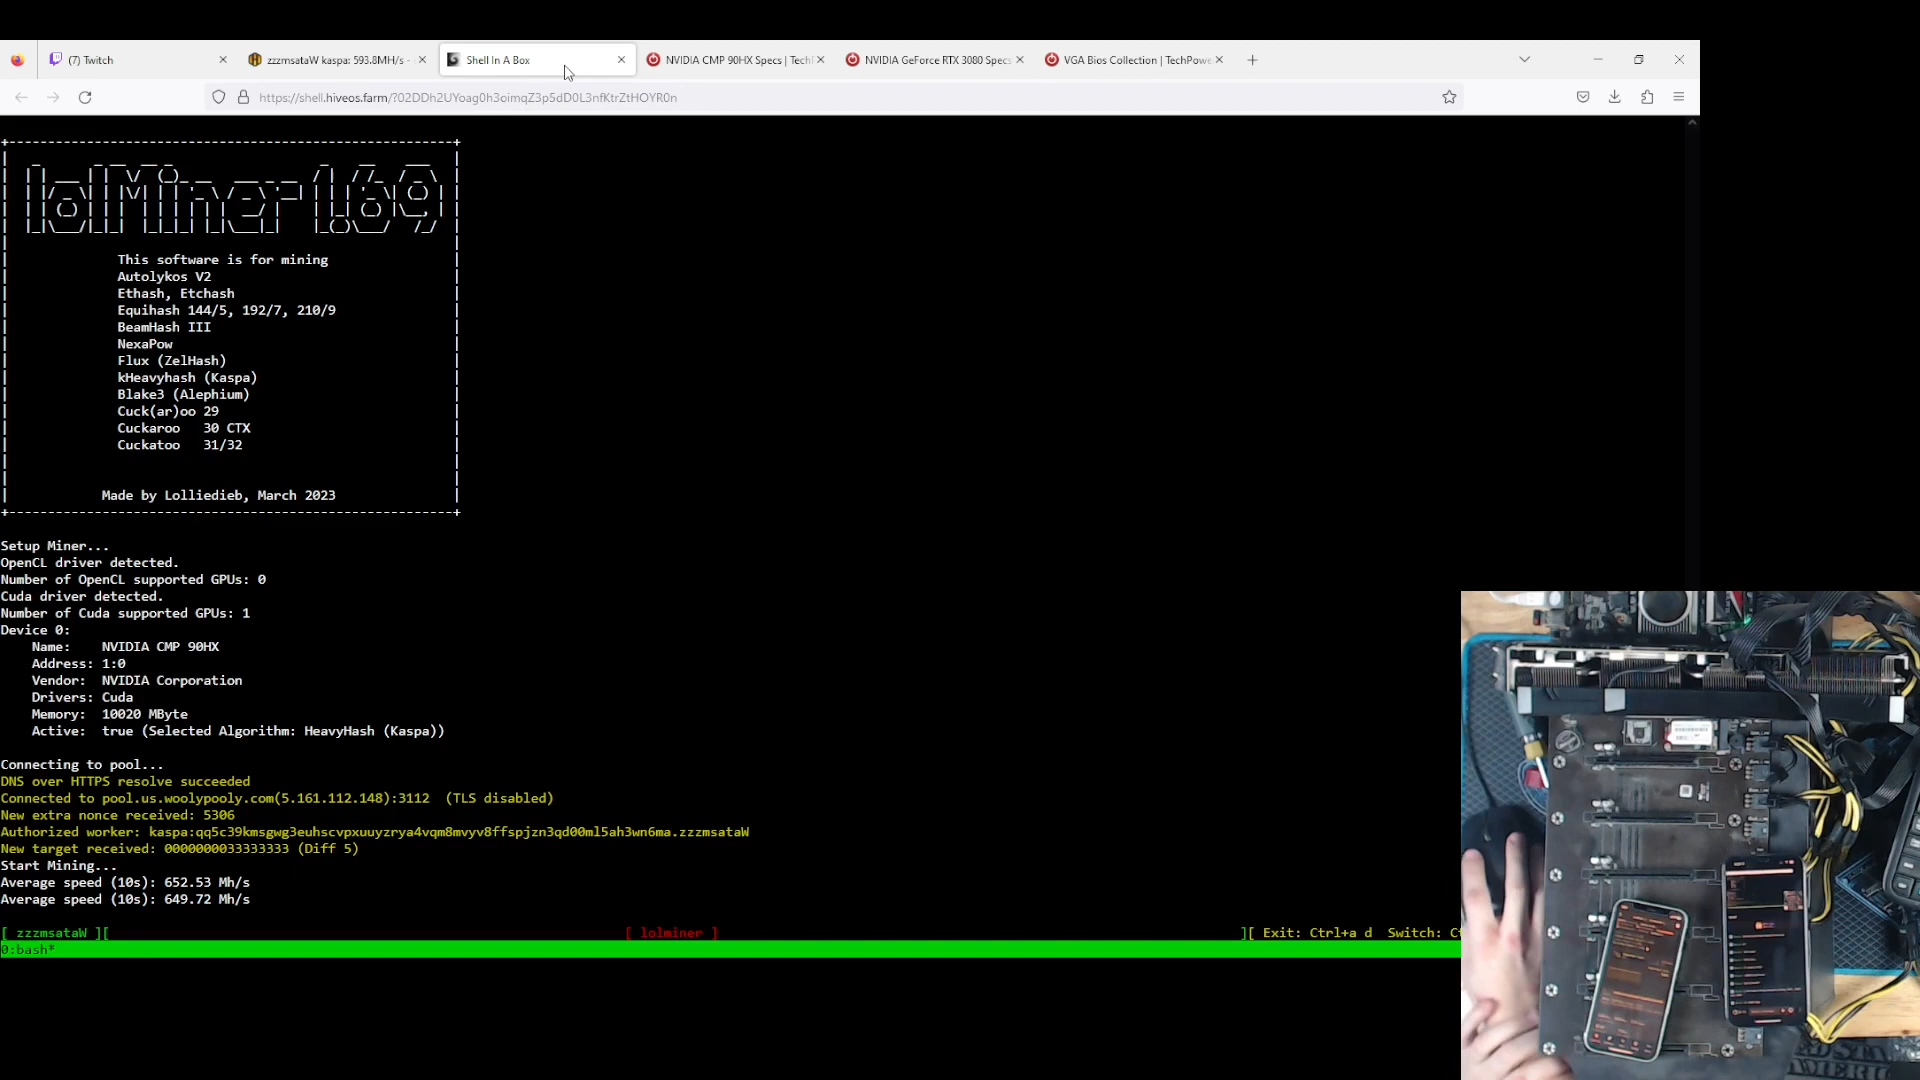 (7) Twitch
zzzmsataW kaspa: 593.8MH/s -
Shell In A Box
NVIDIA CMP 90HX Specs | Tech
NVIDIA GeForce RTX 3080 Specs
VGA Bios Collection | TechPowe
https://shell.hiveos.farm/?02DDh2UYoag0h3oimqZ3p5dD0L3nfKtrZtHOYR0n
lolMiner 1.69
This software is for mining
Autolykos V2
Ethash, Etchash
Equihash 144/5, 192/7, 210/9
BeamHash III
NexaPow
Flux (ZelHash)
kHeavyhash (Kaspa)
Blake3 (Alephium)
Cuck(ar)oo 29
Cuckaroo   30 CTX
Cuckatoo   31/32
Made by Lolliedieb, March 2023
Setup Miner...
OpenCL driver detected.
Number of OpenCL supported GPUs: 0
Cuda driver detected.
Number of Cuda supported GPUs: 1
Device 0:
Name:    NVIDIA CMP 90HX
Address: 1:0
Vendor:  NVIDIA Corporation
Drivers: Cuda
Memory:  10020 MByte
Active:  true (Selected Algorithm: HeavyHash (Kaspa))
Connecting to pool...
DNS over HTTPS resolve succeeded
Connected to pool.us.woolypooly.com(5.161.112.148):3112  (TLS disabled)
New extra nonce received: 5306
Authorized worker: kaspa:qq5c39kmsgwg3euhscvpxuuyzrya4vqm8mvyv8ffspjzn3qd00ml5ah3wn6ma.zzzmsataW
New target received: 0000000033333333 (Diff 5)
Start Mining...
Average speed (10s): 652.53 Mh/s
Average speed (10s): 649.72 Mh/s
[ zzzmsataW ][ [ lolminer ] ][ Exit: Ctrl+a d  Switch: Ct
0:bash*